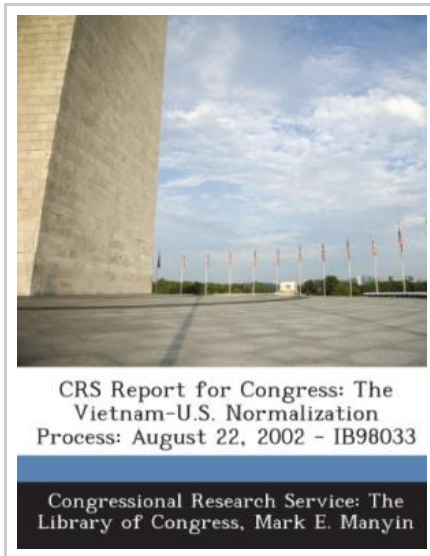 CRS Report for Congress: The
Vietnam-U.S. Normalization
Process: August 22, 2002 - IB98033
Congressional Research Service: The
Library of Congress, Mark E. Manyin